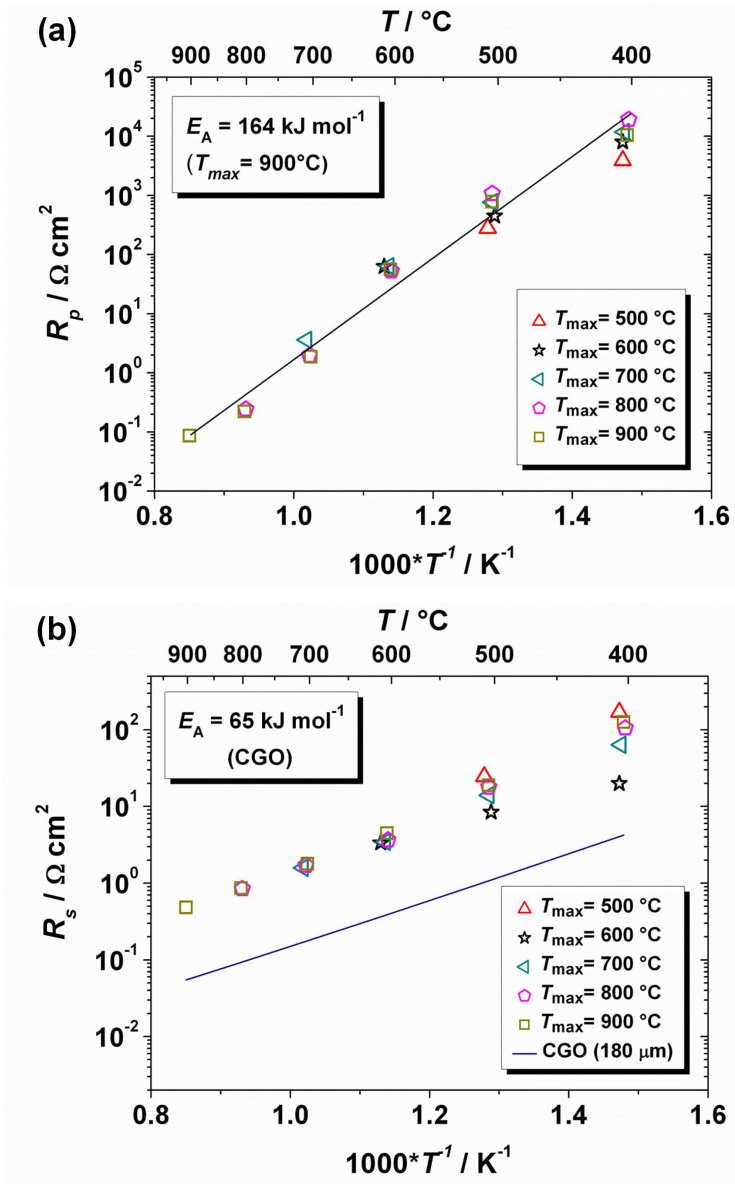 (a)
T / °C
900 800 700 600 500 400
10^5
10^4
10^3
10^2
10^1
10^0
10^-1
10^-2
R_p / Ω cm^2
E_A = 164 kJ mol^-1
(T_max = 900°C)
T_max = 500 °C
T_max = 600 °C
T_max = 700 °C
T_max = 800 °C
T_max = 900 °C
0.8 1.0 1.2 1.4 1.6
1000*T^-1 / K^-1
(b)
T / °C
900 800 700 600 500 400
10^2
10^1
10^0
10^-1
10^-2
R_s / Ω cm^2
E_A = 65 kJ mol^-1
(CGO)
T_max = 500 °C
T_max = 600 °C
T_max = 700 °C
T_max = 800 °C
T_max = 900 °C
CGO (180 μm)
0.8 1.0 1.2 1.4 1.6
1000*T^-1 / K^-1